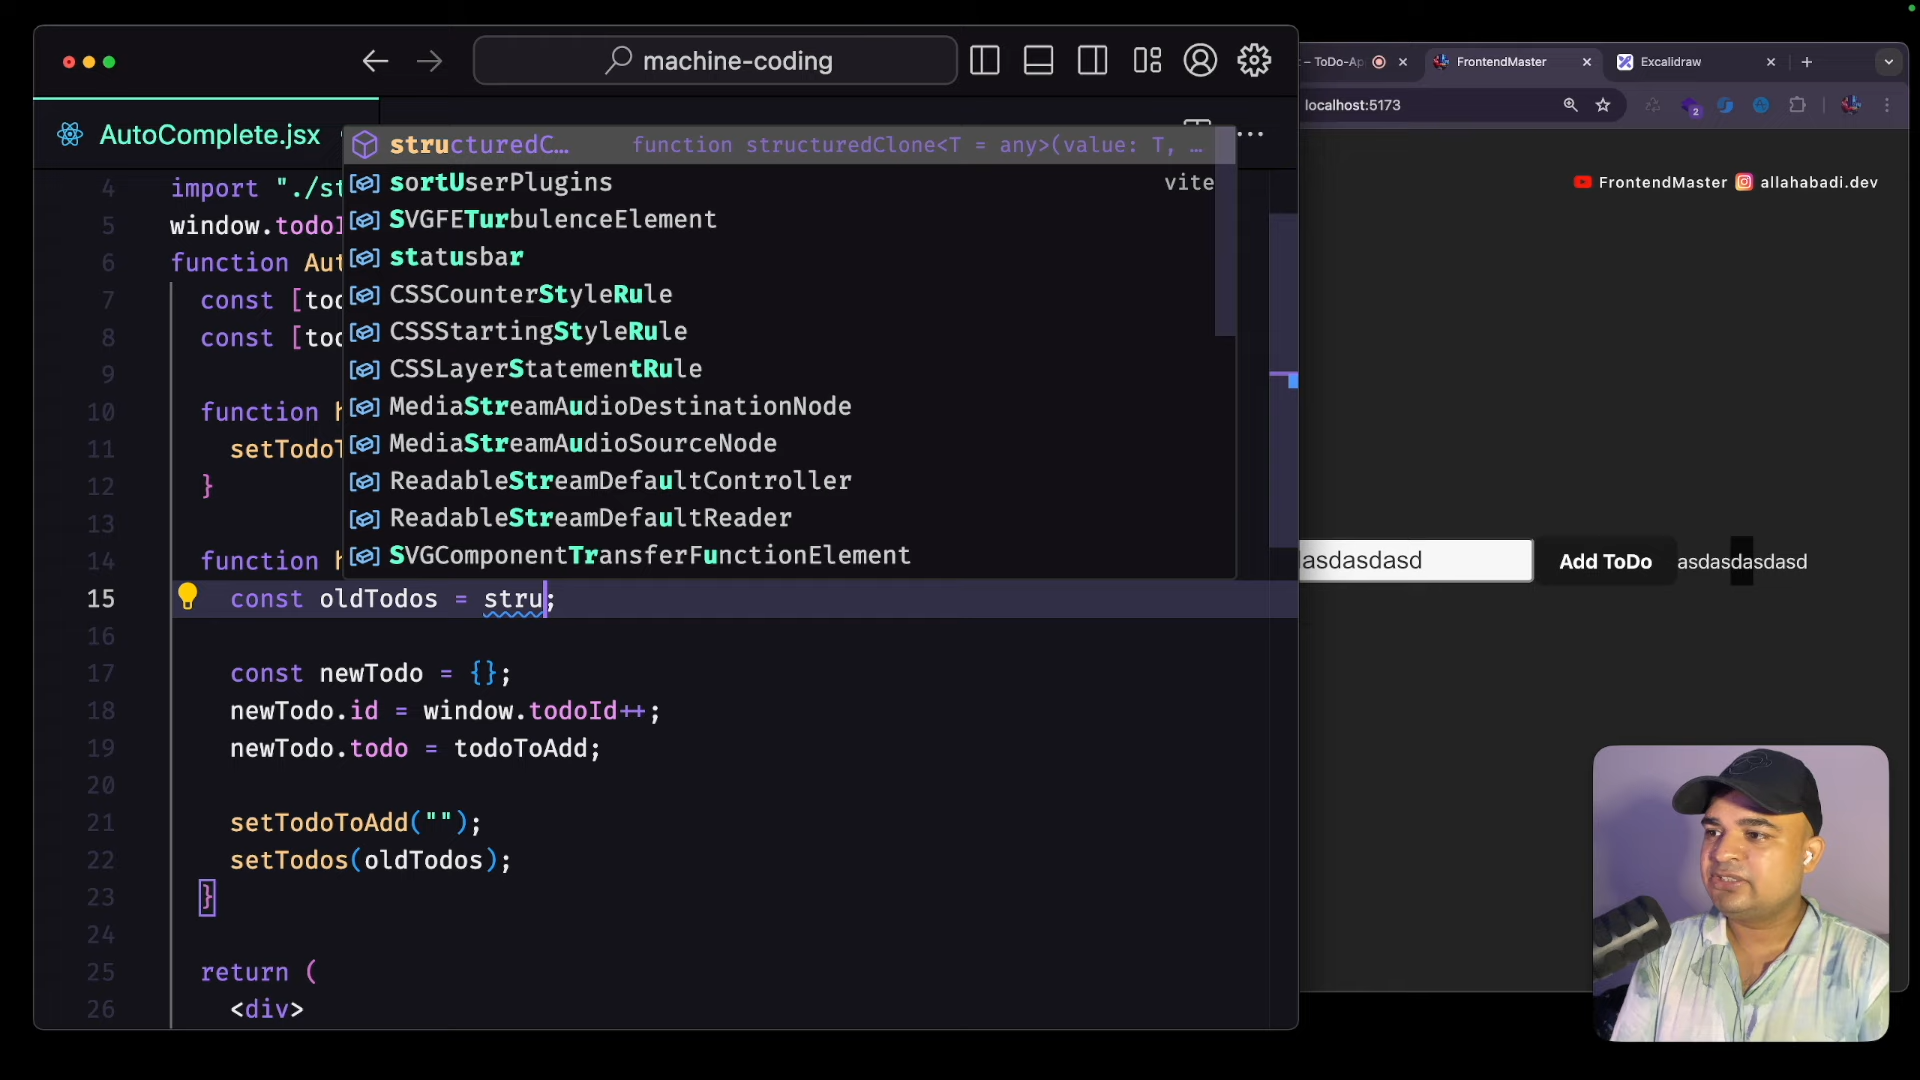 machine-coding
– ToDo-Ap
FrontendMaster
Excalidraw
localhost:5173
2
AutoComplete.jsx
FrontendMaster allahabadi.dev
structuredC… function structuredClone<T = any>(value: T, …
sortUserPlugins vite
SVGFETurbulenceElement
statusbar
CSSCounterStyleRule
CSSStartingStyleRule
CSSLayerStatementRule
MediaStreamAudioDestinationNode
MediaStreamAudioSourceNode
ReadableStreamDefaultController
ReadableStreamDefaultReader
SVGComponentTransferFunctionElement
4 import "./st
5 window.todoI
6 function Aut
7 const [tod
8 const [tod
9
10 function h
11 setTodoT
12 }
13
14 function h
15 const oldTodos = stru;
16
17 const newTodo = {};
18 newTodo.id = window.todoId++;
19 newTodo.todo = todoToAdd;
20
21 setTodoToAdd("");
22 setTodos(oldTodos);
23 }
24
25 return (
26 <div>
asdasdasd Add ToDo asdasdasdasd